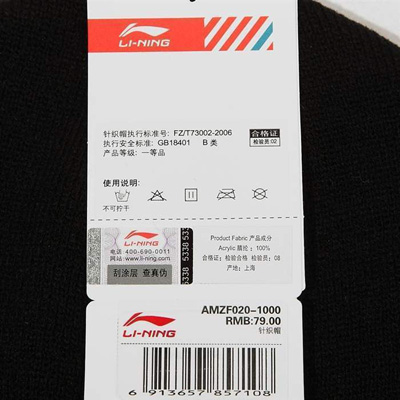 LI-NING
针织帽执行标准号: FZ/T73002-2006
执行安全标准: GB18401 B 类
产品等级: 一等品
合格证
检验员:02
使用说明:
不可拧干
LI-NING
电话:400-690-0011
网址:www.li-ning.com
刮涂层 查真伪
5338 5338 533
Product Fabric 产品成分
Acrylic 腈纶 : 100%
合格证: 检验合格 检验员 : 08
产地: 上海
LI-NING
AMZF020-1000
RMB:79.00
针织帽
6 913657 857108